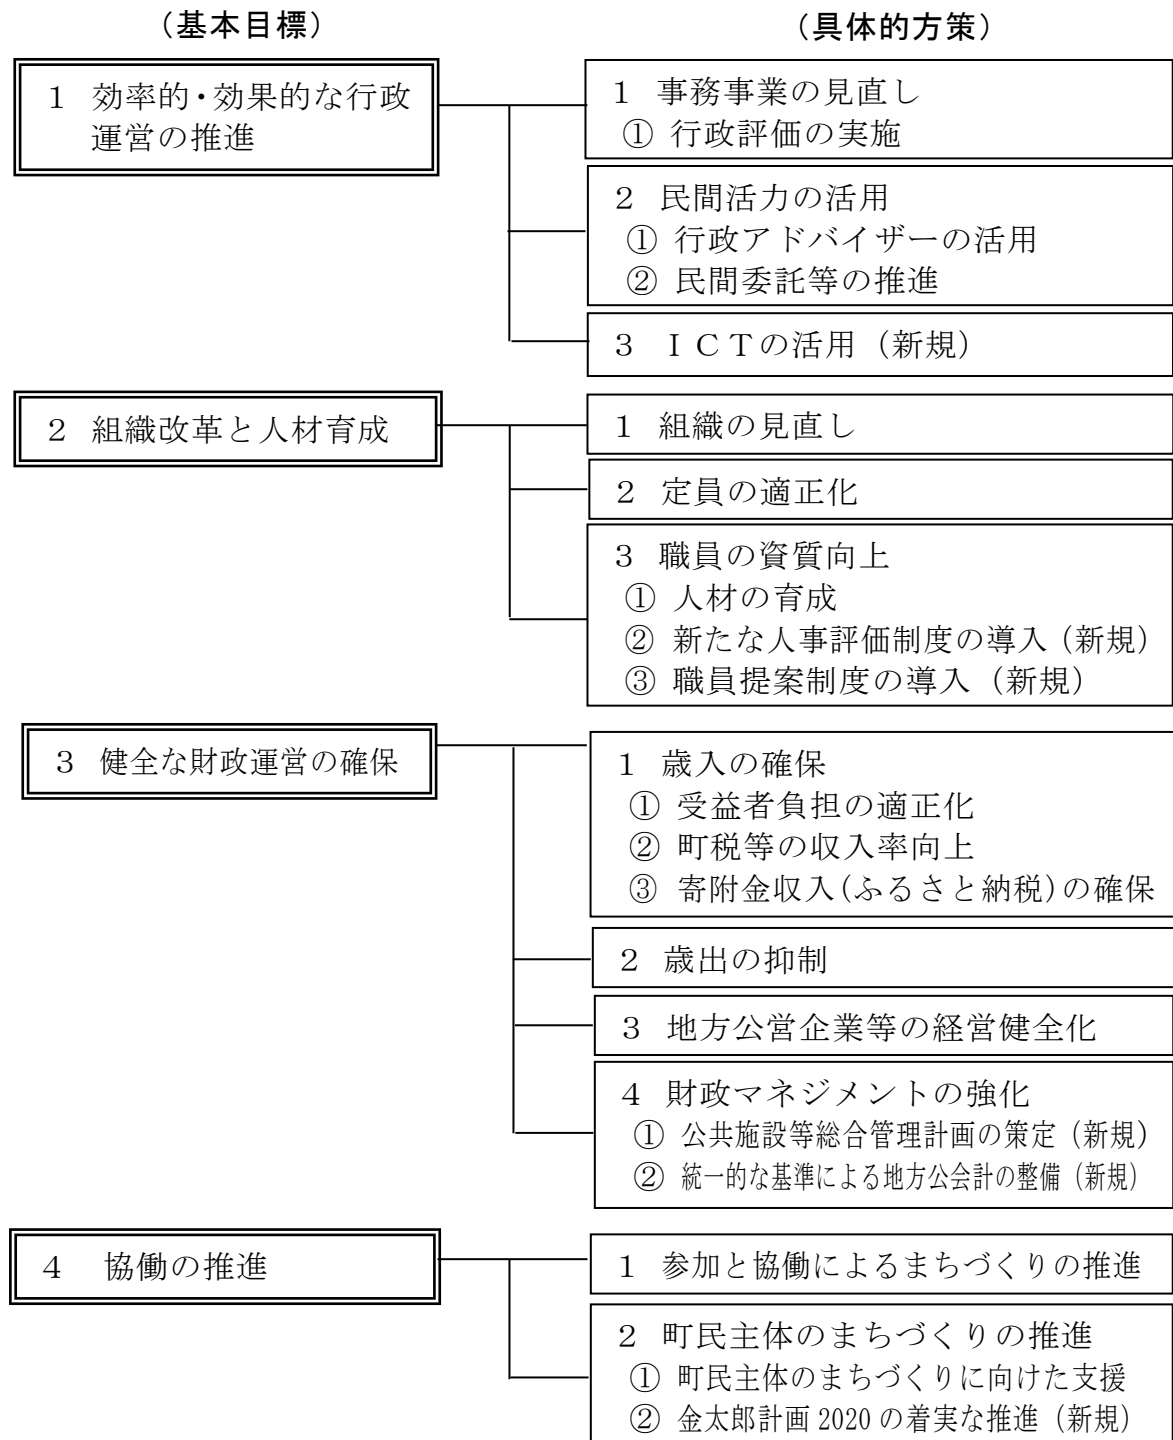 (基本目標)
(具体的方策)
１ 効率的・効果的な行政
運営の推進
１ 事務事業の見直し
① 行政評価の実施
２ 民間活力の活用
① 行政アドバイザーの活用
② 民間委託等の推進
３ ＩＣＴの活用（新規）
２ 組織改革と人材育成
１ 組織の見直し
２ 定員の適正化
３ 職員の資質向上
① 人材の育成
② 新たな人事評価制度の導入（新規）
③ 職員提案制度の導入（新規）
３ 健全な財政運営の確保
１ 歳入の確保
① 受益者負担の適正化
② 町税等の収入率向上
③ 寄附金収入(ふるさと納税)の確保
２ 歳出の抑制
３ 地方公営企業等の経営健全化
４ 財政マネジメントの強化
① 公共施設等総合管理計画の策定（新規）
② 統一的な基準による地方公会計の整備（新規）
４ 協働の推進
１ 参加と協働によるまちづくりの推進
２ 町民主体のまちづくりの推進
① 町民主体のまちづくりに向けた支援
② 金太郎計画 2020 の着実な推進（新規）